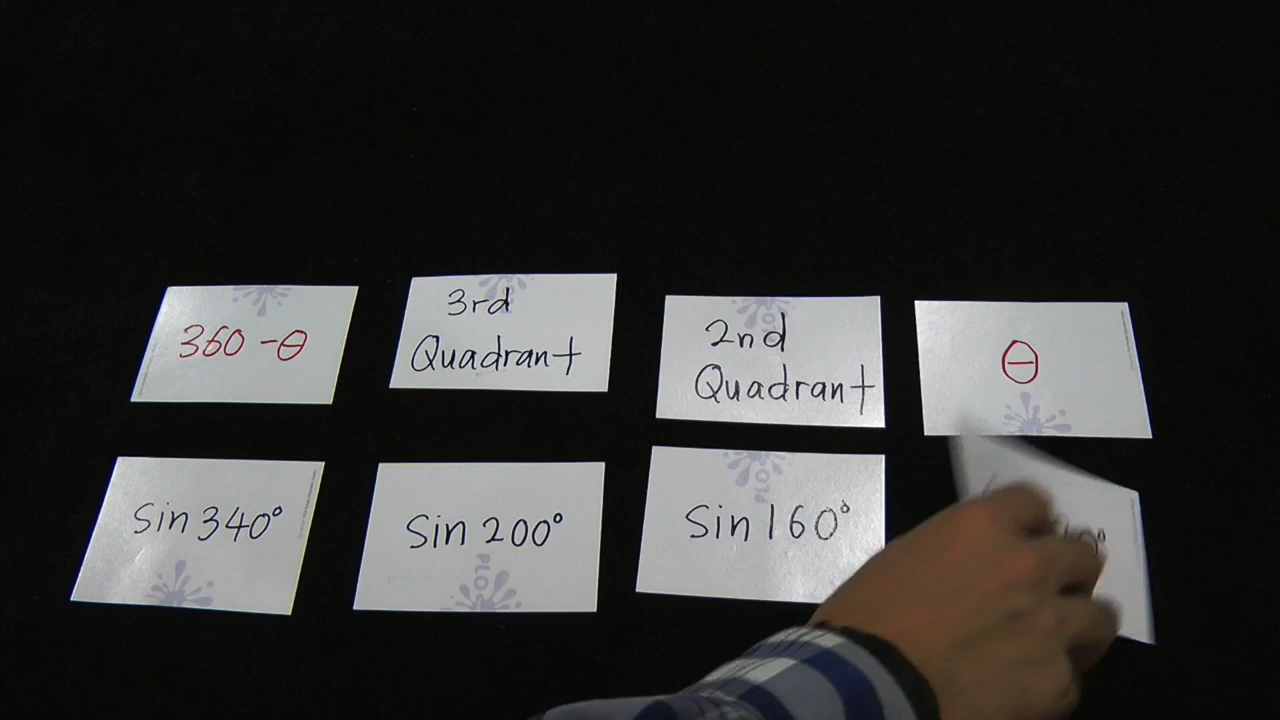 360 - θ
3rd
Quadrant
2nd
Quadrant
θ
Sin 340°
Sin 200°
Sin 160°